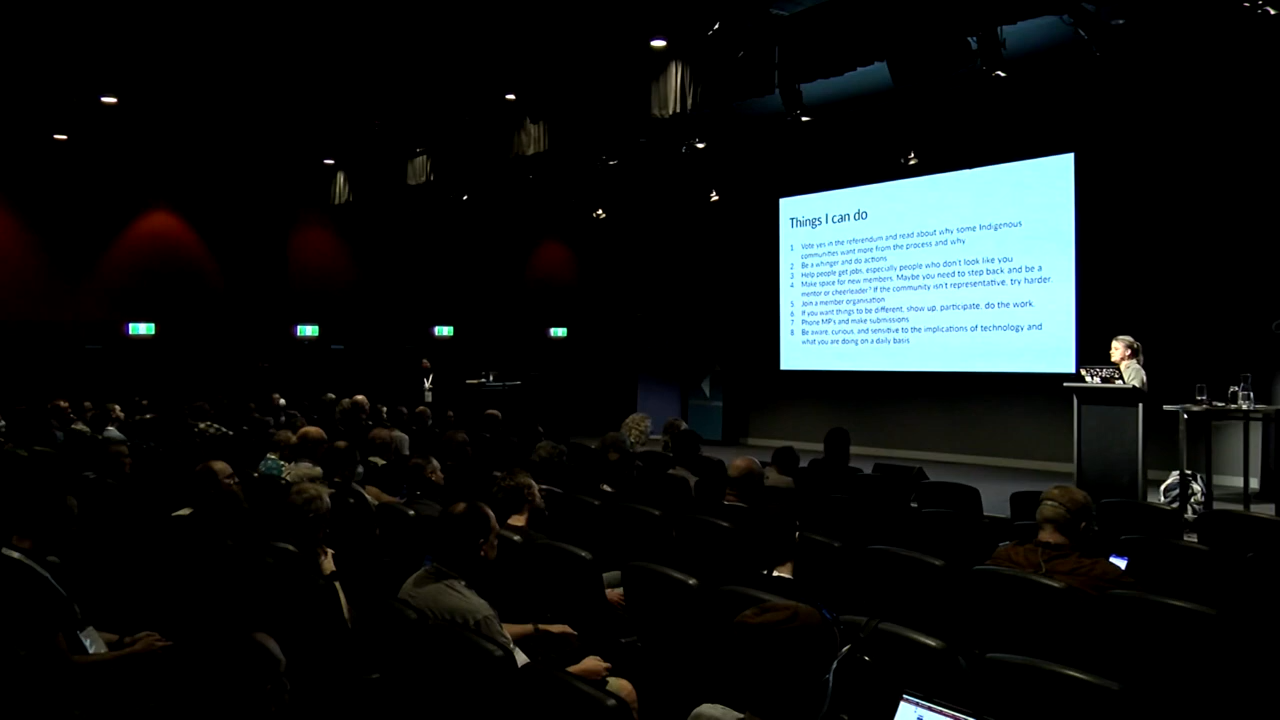 Things I can do
1. Vote yes in the referendum and read about why some Indigenous
communities want more from the process and why
2. Be a whinger and do actions
3. Help people get jobs, especially people who don't look like you
4. Make space for new members. Maybe you need to step back and be a
mentor or cheerleader? If the community isn't representative, try harder.
5. Join a member organisation
6. If you want things to be different, show up, participate, do the work.
7. Phone MP's and make submissions
8. Be aware, curious, and sensitive to the implications of technology and
what you are doing on a daily basis